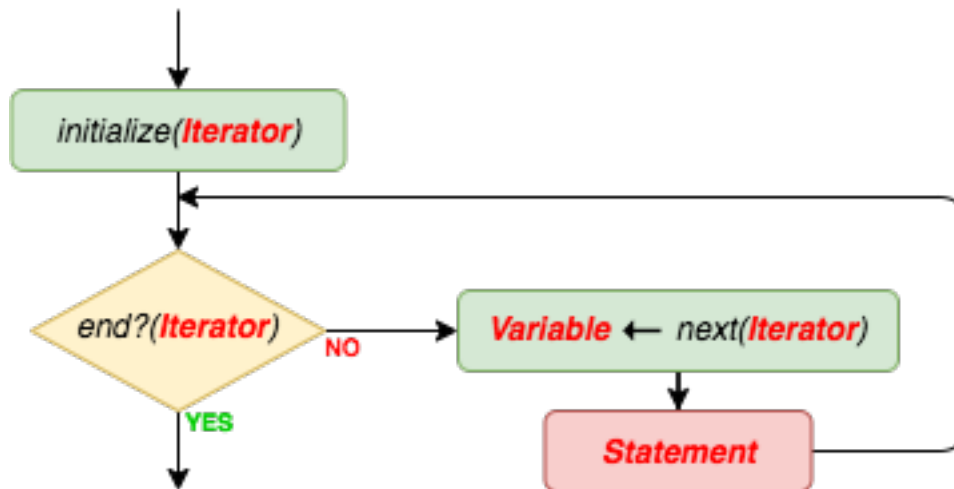 initialize(Iterator)
end?(Iterator)
NO
Variable ← next(Iterator)
YES
Statement